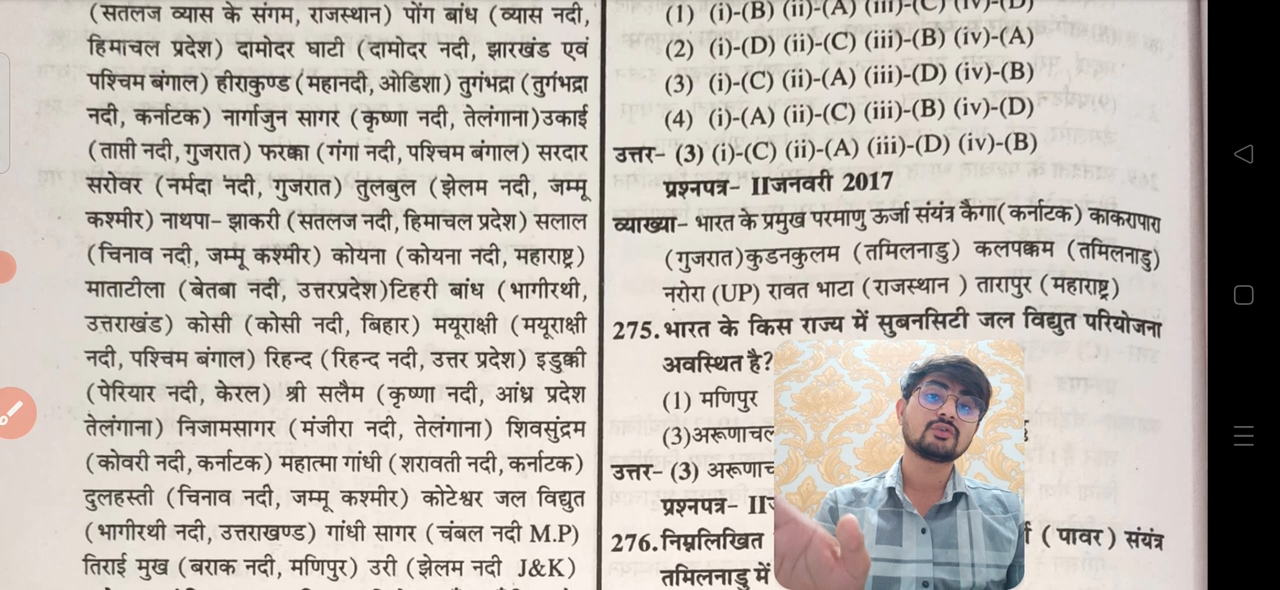 (सतलज व्यास के संगम, राजस्थान) पोंग बांध (व्यास नदी,
हिमाचल प्रदेश) दामोदर घाटी (दामोदर नदी, झारखंड एवं
पश्चिम बंगाल) हीराकुण्ड (महानदी, ओडिशा) तुगंभद्रा (तुगंभद्रा
नदी, कर्नाटक) नार्गाजुन सागर (कृष्णा नदी, तेलंगाना)उकाई
(ताप्ती नदी, गुजरात) फरक्का (गंगा नदी, पश्चिम बंगाल) सरदार
सरोवर (नर्मदा नदी, गुजरात) तुलबुल (झेलम नदी, जम्मू
कश्मीर) नाथपा- झाकरी (सतलज नदी,हिमाचल प्रदेश) सलाल
(चिनाव नदी, जम्मू कश्मीर) कोयना (कोयना नदी, महाराष्ट्र)
माताटीला (बेतबा नदी, उत्तरप्रदेश)टिहरी बांध (भागीरथी,
उत्तराखंड) कोसी (कोसी नदी, बिहार) मयूराक्षी (मयूराक्षी
नदी, पश्चिम बंगाल) रिहन्द (रिहन्द नदी, उत्तर प्रदेश) इडुक्की
(पेरियार नदी, केरल) श्री सलैम (कृष्णा नदी, आंध्र प्रदेश
तेलंगाना) निजामसागर (मंजीरा नदी, तेलंगाना) शिवसुंद्रम
(कोवरी नदी, कर्नाटक) महात्मा गांधी (शरावती नदी, कर्नाटक)
दुलहस्ती (चिनाव नदी, जम्मू कश्मीर) कोटेश्वर जल विद्युत
(भागीरथी नदी, उत्तराखण्ड) गांधी सागर (चंबल नदी M.P)
तिराई मुख (बराक नदी, मणिपुर) उरी (झेलम नदी J&K)
(1) (i)-(B) (ii)-(A) (iii)-(C) (iv)-(D)
(2) (i)-(D) (ii)-(C) (iii)-(B) (iv)-(A)
(3) (i)-(C) (ii)-(A) (iii)-(D) (iv)-(B)
(4) (i)-(A) (ii)-(C) (iii)-(B) (iv)-(D)
उत्तर- (3) (i)-(C) (ii)-(A) (iii)-(D) (iv)-(B)
प्रश्नपत्र- IIजनवरी 2017
व्याख्या- भारत के प्रमुख परमाणु ऊर्जा संयंत्र कैगा(कर्नाटक) काकरापारा
(गुजरात)कुडनकुलम (तमिलनाडु) कलपक्कम (तमिलनाडु)
नरोरा (UP) रावत भाटा (राजस्थान ) तारापुर (महाराष्ट्र)
275. भारत के किस राज्य में सुबनसिटी जल विद्युत परियोजना
अवस्थित है?
(1) मणिपुर
(3)अरूणाचल
उत्तर- (3) अरूणाच
प्रश्नपत्र- II
276. निम्नलिखित ( पावर ) संयंत्र
तमिलनाडु में